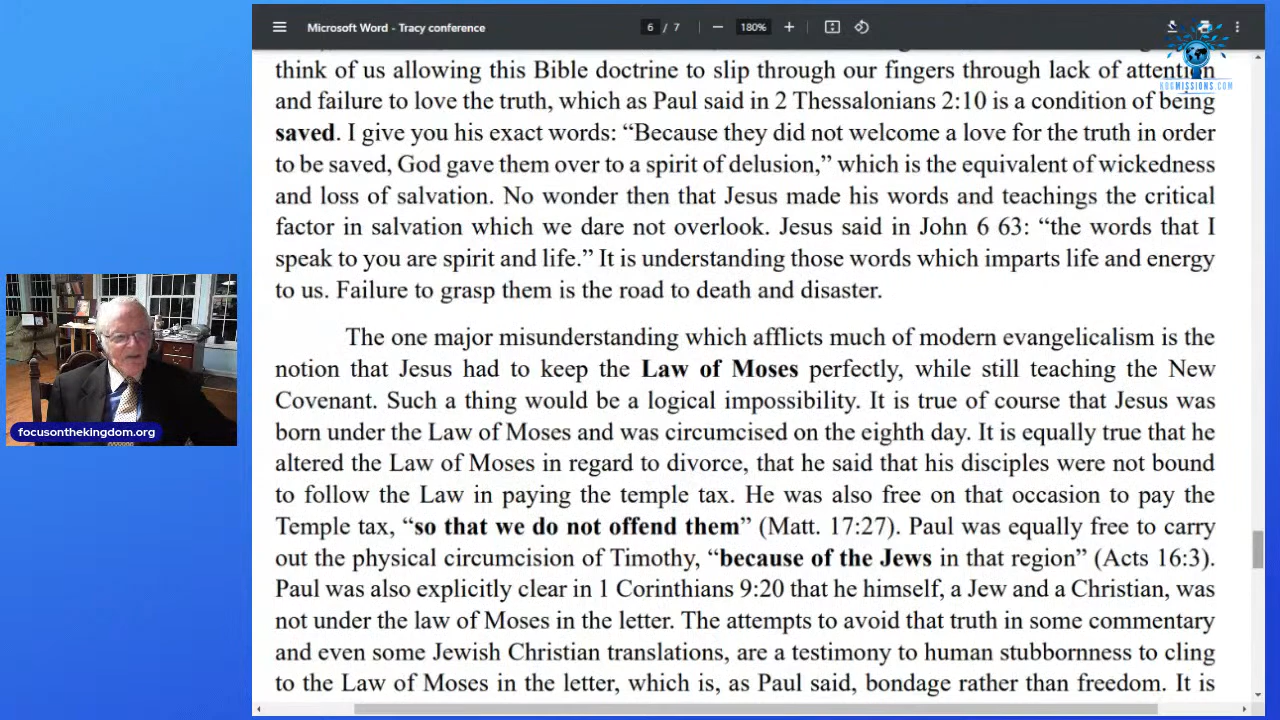 Microsoft Word - Tracy conference
6 / 7
180%
KOGMISSIONS.COM
think of us allowing this Bible doctrine to slip through our fingers through lack of attention
and failure to love the truth, which as Paul said in 2 Thessalonians 2:10 is a condition of being
saved. I give you his exact words: “Because they did not welcome a love for the truth in order
to be saved, God gave them over to a spirit of delusion,” which is the equivalent of wickedness
and loss of salvation. No wonder then that Jesus made his words and teachings the critical
factor in salvation which we dare not overlook. Jesus said in John 6 63: “the words that I
speak to you are spirit and life.” It is understanding those words which imparts life and energy
to us. Failure to grasp them is the road to death and disaster.
The one major misunderstanding which afflicts much of modern evangelicalism is the
notion that Jesus had to keep the Law of Moses perfectly, while still teaching the New
Covenant. Such a thing would be a logical impossibility. It is true of course that Jesus was
born under the Law of Moses and was circumcised on the eighth day. It is equally true that he
altered the Law of Moses in regard to divorce, that he said that his disciples were not bound
to follow the Law in paying the temple tax. He was also free on that occasion to pay the
Temple tax, “so that we do not offend them” (Matt. 17:27). Paul was equally free to carry
out the physical circumcision of Timothy, “because of the Jews in that region” (Acts 16:3).
Paul was also explicitly clear in 1 Corinthians 9:20 that he himself, a Jew and a Christian, was
not under the law of Moses in the letter. The attempts to avoid that truth in some commentary
and even some Jewish Christian translations, are a testimony to human stubbornness to cling
to the Law of Moses in the letter, which is, as Paul said, bondage rather than freedom. It is
focusonthekingdom.org